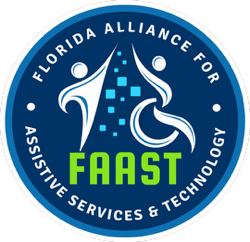 FLORIDA ALLIANCE FOR
FAAST
ASSISTIVE SERVICES & TECHNOLOGY